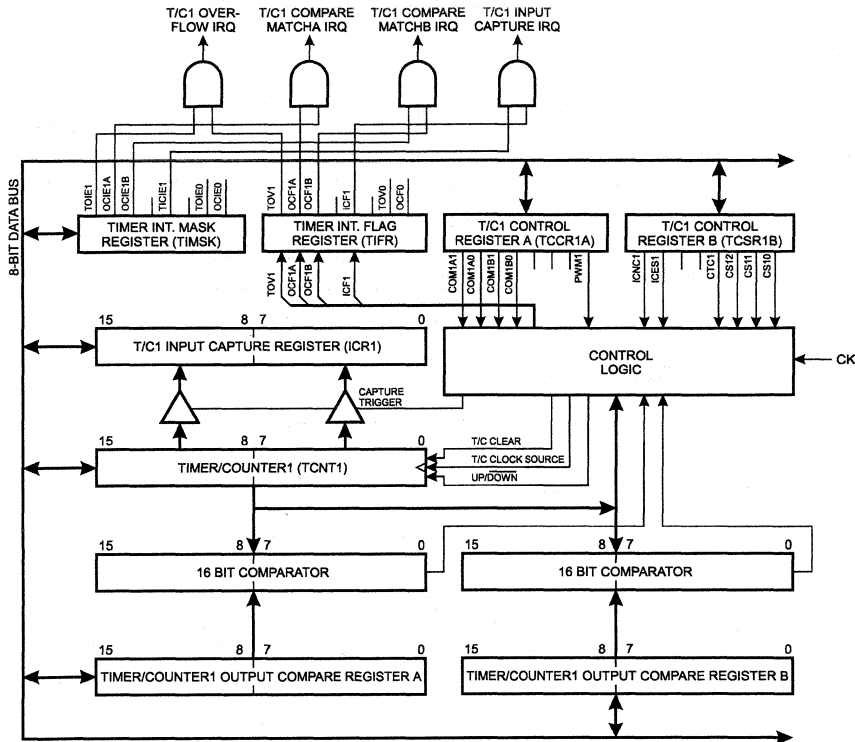 T/C1 OVER-
FLOW IRQ
T/C1 COMPARE
MATCHA IRQ
T/C1 COMPARE
MATCHB IRQ
T/C1 INPUT
CAPTURE IRQ
8-BIT DATA BUS
TOIE1
OCIE1A
OCIE1B
TICIE1
TOIE0
OCIE0
TOV1
OCF1A
OCF1B
ICF1
TOV0
OCF0
TIMER INT. MASK
REGISTER (TIMSK)
TIMER INT. FLAG
REGISTER (TIFR)
T/C1 CONTROL
REGISTER A (TCCR1A)
T/C1 CONTROL
REGISTER B (TCSR1B)
TOV1
OCF1A
OCF1B
ICF1
COM1A1
COM1A0
COM1B1
COM1B0
PWM1
ICNC1
ICES1
CTC1
CS12
CS11
CS10
15 8 7 0
T/C1 INPUT CAPTURE REGISTER (ICR1)
CONTROL
LOGIC
CK
CAPTURE
TRIGGER
15 8 7 0
TIMER/COUNTER1 (TCNT1)
T/C CLEAR
T/C CLOCK SOURCE
UP/DOWN
15 8 7 0
16 BIT COMPARATOR
15 8 7 0
16 BIT COMPARATOR
15 8 7 0
TIMER/COUNTER1 OUTPUT COMPARE REGISTER A
15 8 7 0
TIMER/COUNTER1 OUTPUT COMPARE REGISTER B